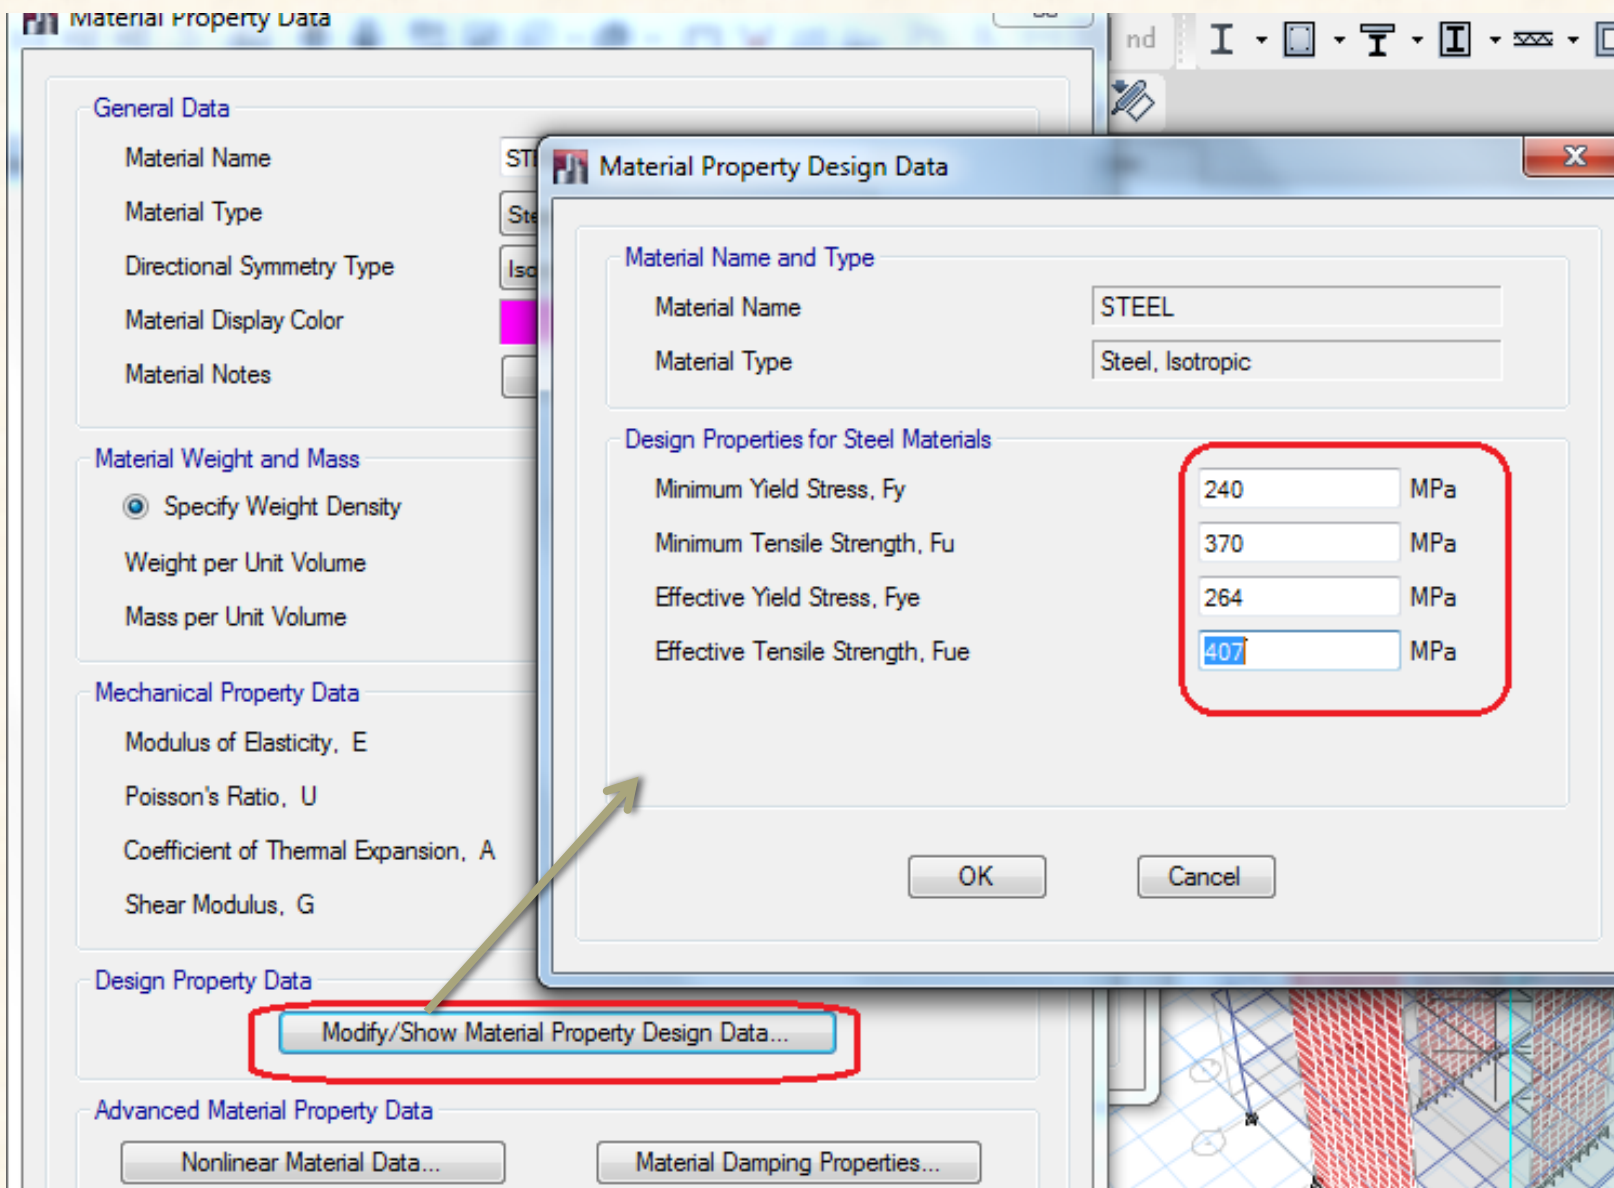 Material Property Data
nd
General Data
Material Name
Material Type
Directional Symmetry Type
Material Display Color
Material Notes
Material Weight and Mass
Specify Weight Density
Weight per Unit Volume
Mass per Unit Volume
Mechanical Property Data
Modulus of Elasticity, E
Poisson's Ratio, U
Coefficient of Thermal Expansion, A
Shear Modulus, G
Design Property Data
Modify/Show Material Property Design Data...
Advanced Material Property Data
Nonlinear Material Data... Material Damping Properties...
Material Property Design Data
Material Name and Type
Material Name STEEL
Material Type Steel, Isotropic
Design Properties for Steel Materials
Minimum Yield Stress, Fy 240 MPa
Minimum Tensile Strength, Fu 370 MPa
Effective Yield Stress, Fye 264 MPa
Effective Tensile Strength, Fue 407 MPa
OK Cancel